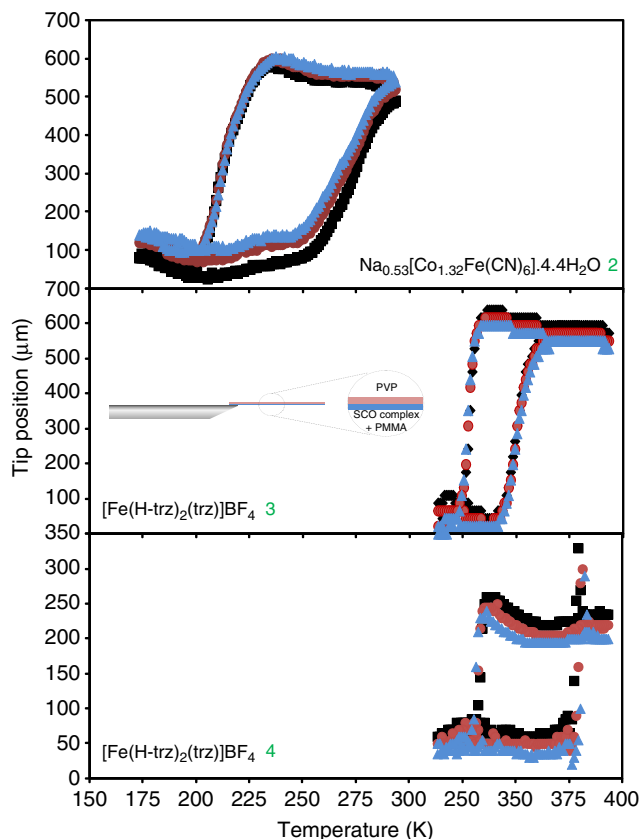 700
600
500
400
300
200
100
Na0.53[Co1.32Fe(CN)6].4.4H2O 2
700
600
500
400
300
200
100
PVP
SCO complex
+ PMMA
[Fe(H-trz)2(trz)]BF4 3
Tip position (μm)
350
300
250
200
150
100
50
0
[Fe(H-trz)2(trz)]BF4 4
150 175 200 225 250 275 300 325 350 375 400
Temperature (K)